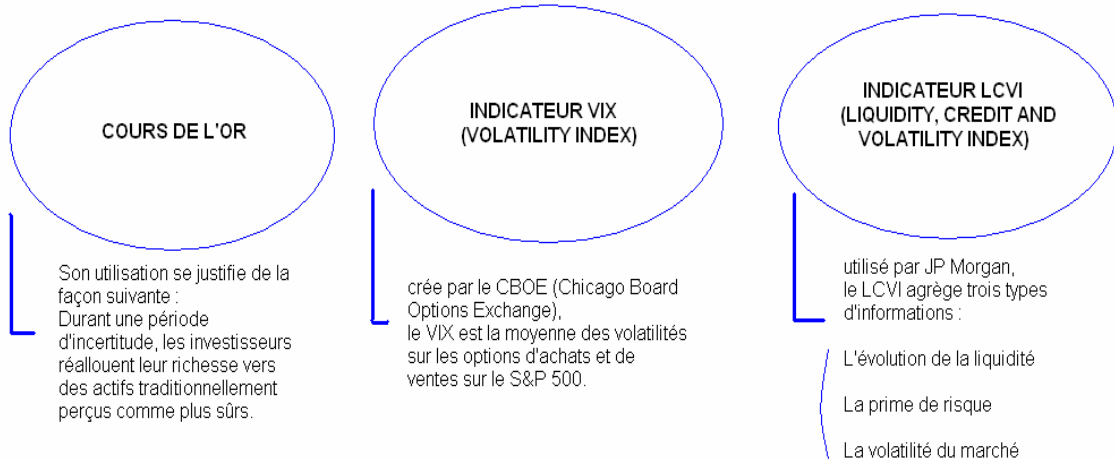 COURS DE L'OR
Son utilisation se justifie de la
façon suivante :
Durant une période
d'incertitude, les investisseurs
réallouent leur richesse vers
des actifs traditionnellement
perçus comme plus sûrs.
INDICATEUR VIX
(VOLATILITY INDEX)
crée par le CBOE (Chicago Board
Options Exchange),
le VIX est la moyenne des volatilités
sur les options d'achats et de
ventes sur le S&P 500.
INDICATEUR LCVI
(LIQUIDITY, CREDIT AND
VOLATILITY INDEX)
utilisé par JP Morgan,
le LCVI agrège trois types
d'informations :
L'évolution de la liquidité
La prime de risque
La volatilité du marché